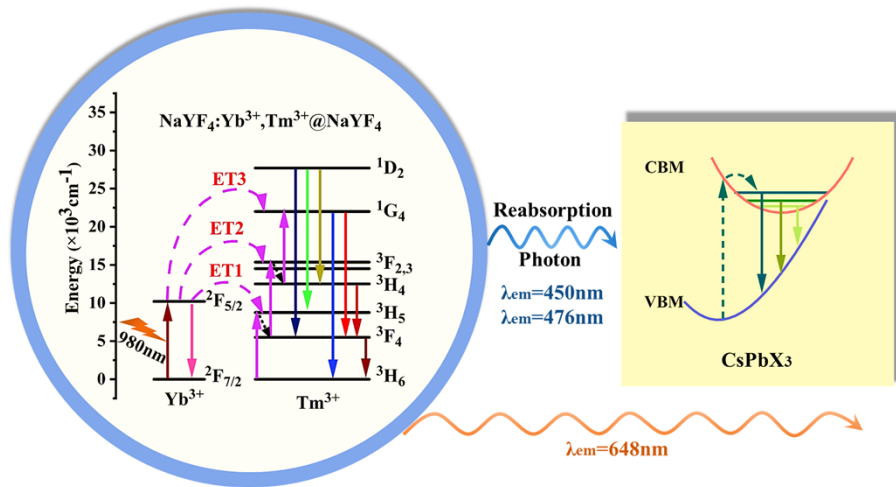 NaYF₄:Yb³⁺,Tm³⁺@NaYF₄
Energy (×10³cm⁻¹)
35
30
25
20
15
10
5
0
ET3
ET2
ET1
²F₅/₂
²F₇/₂
980nm
Yb³⁺
Tm³⁺
¹D₂
¹G₄
³F₂,₃
³H₄
³H₅
³F₄
³H₆
Reabsorption
Photon
λem=450nm
λem=476nm
CBM
VBM
CsPbX₃
λem=648nm